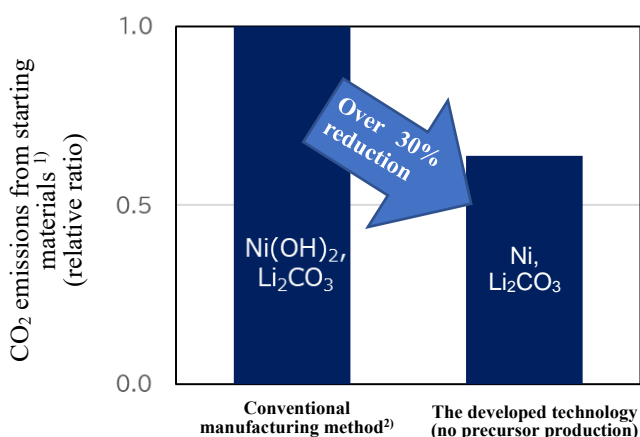 CO₂ emissions from starting
materials ¹⁾
(relative ratio)
1.0
0.5
0.0
Over 30%
reduction
Ni(OH)₂,
Li₂CO₃
Ni,
Li₂CO₃
Conventional
manufacturing method²⁾
The developed technology
(no precursor production)